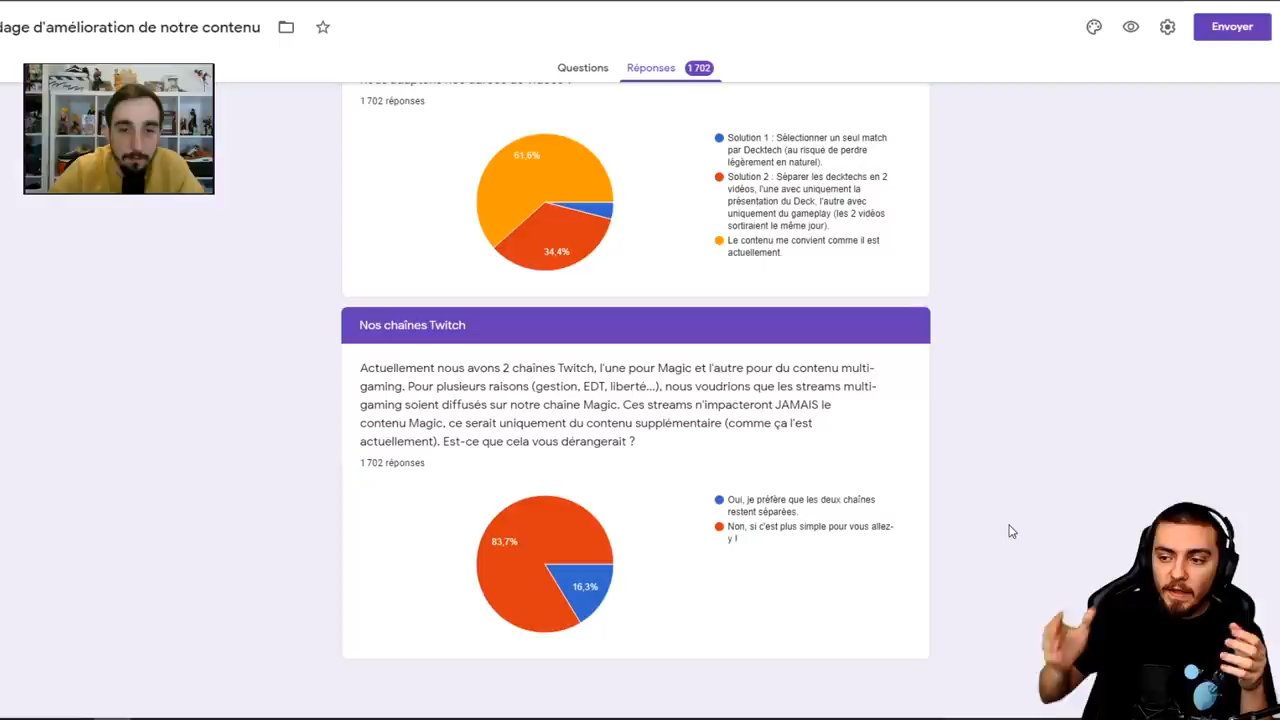 dage d'amélioration de notre contenu
Envoyer
Questions
Réponses
1 702
1 702 réponses
61,6%
34,4%
Solution 1 : Sélectionner un seul match
par Decktech (au risque de perdre
légèrement en naturel).
Solution 2 : Séparer les decktechs en 2
vidéos, l'une avec uniquement la
présentation du Deck, l'autre avec
uniquement du gameplay (les 2 vidéos
sortiraient le même jour).
Le contenu me convient comme il est
actuellement.
Nos chaînes Twitch
Actuellement nous avons 2 chaines Twitch, l'une pour Magic et l'autre pour du contenu multi-
gaming. Pour plusieurs raisons (gestion, EDT, liberté...), nous voudrions que les streams multi-
gaming soient diffusés sur notre chaine Magic. Ces streams n'impacteront JAMAIS le
contenu Magic, ce serait uniquement du contenu supplémentaire (comme ça l'est
actuellement). Est-ce que cela vous dérangerait ?
1 702 réponses
83,7%
16,3%
Oui, je préfère que les deux chaînes
restent séparées.
Non, si c'est plus simple pour vous allez-
y !